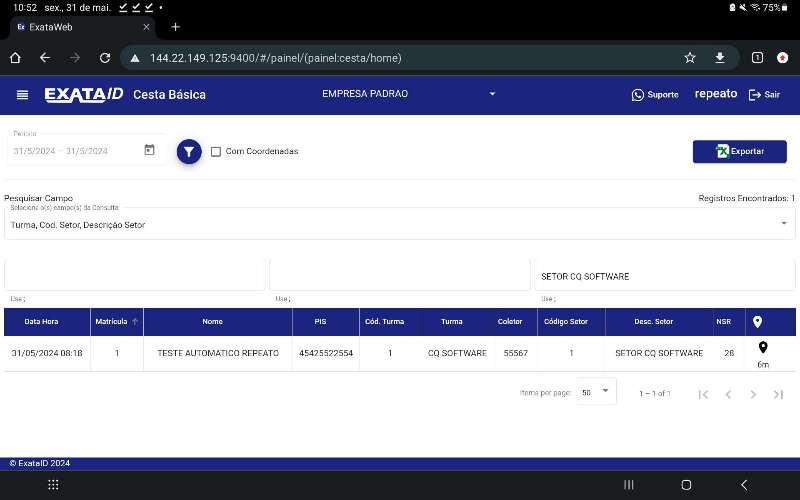 10:52 sex., 31 de mai. 75%
ExataWeb
144.22.149.125:9400/#/painel/(painel:cesta/home) 1
EXATAID Cesta Básica EMPRESA PADRAO Suporte repeato Sair
Período
31/5/2024 – 31/5/2024 Com Coordenadas Exportar
Pesquisar Campo Registros Encontrados: 1
Selecione o(s) campo(s) da Consulta
Turma, Cod. Setor, Descrição Setor
SETOR CQ SOFTWARE
Use ; Use ; Use ;
Data Hora Matrícula Nome PIS Cód. Turma Turma Coletor Código Setor Desc. Setor NSR
31/05/2024 08:18 1 TESTE AUTOMATICO REPEATO 45425522554 1 CQ SOFTWARE 55567 1 SETOR CQ SOFTWARE 28 6m
Items per page: 50 1 – 1 of 1
© ExataID 2024